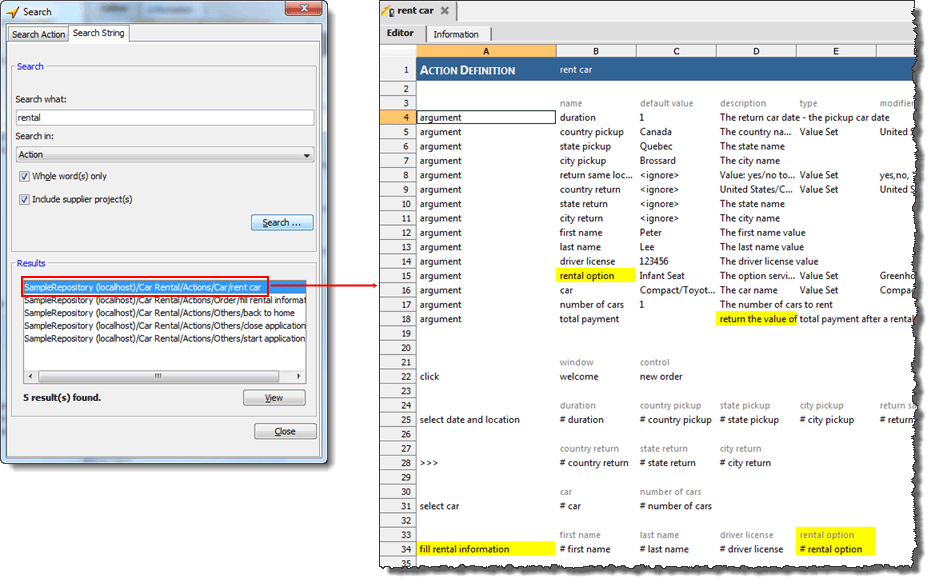 Search
Search Action Search String
Search
Search what:
rental
Search in:
Action
Whole word(s) only
Include supplier project(s)
Search ...
Results
SampleRepository (localhost)/Car Rental/Actions/Car/rent car
SampleRepository (localhost)/Car Rental/Actions/Order/fill rental informat
SampleRepository (localhost)/Car Rental/Actions/Others/back to home
SampleRepository (localhost)/Car Rental/Actions/Others/close application
SampleRepository (localhost)/Car Rental/Actions/Others/start application
5 result(s) found.
View
Close
rent car
Editor Information
A B C D E
1 ACTION DEFINITION rent car
2
3 name default value description type modifier
4 argument duration 1 The return car date - the pickup car date
5 argument country pickup Canada The country na... Value Set United S
6 argument state pickup Quebec The state name
7 argument city pickup Brossard The city name
8 argument return same loc... <ignore> Value: yes/no to... Value Set yes,no,
9 argument country return <ignore> United States/C... Value Set United S
10 argument state return <ignore> The state name
11 argument city return <ignore> The city name
12 argument first name Peter The first name value
13 argument last name Lee The last name value
14 argument driver license 123456 The driver license value
15 argument rental option Infant Seat The option servi... Value Set Greenho
16 argument car Compact/Toyot... The car name Value Set Compac
17 argument number of cars 1 The number of cars to rent
18 argument total payment return the value of total payment after a rental
19
20
21 window control
22 click welcome new order
23
24 duration country pickup state pickup city pickup return sa
25 select date and location # duration # country pickup # state pickup # city pickup # return
26
27 country return state return city return
28 >>> # country return # state return # city return
29
30 car number of cars
31 select car # car # number of cars
32
33 first name last name driver license rental option
34 fill rental information # first name # last name # driver license # rental option
35